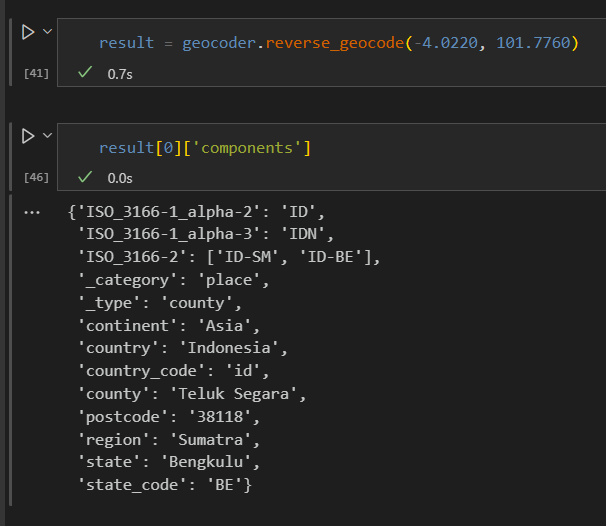 result = geocoder.reverse_geocode(-4.0220, 101.7760)
[41]
0.7s
result[0]['components']
[46]
0.0s
...
{'ISO_3166-1_alpha-2': 'ID',
'ISO_3166-1_alpha-3': 'IDN',
'ISO_3166-2': ['ID-SM', 'ID-BE'],
'_category': 'place',
'_type': 'county',
'continent': 'Asia',
'country': 'Indonesia',
'country_code': 'id',
'county': 'Teluk Segara',
'postcode': '38118',
'region': 'Sumatra',
'state': 'Bengkulu',
'state_code': 'BE'}